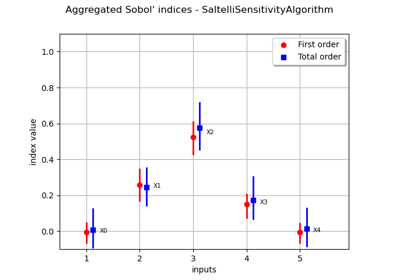 Aggregated Sobol' indices - SaltelliSensitivityAlgorithm
First order
Total order
1.0
0.8
0.6
0.4
0.2
0.0
index value
X0
X1
X2
X3
X4
1 2 3 4 5
inputs